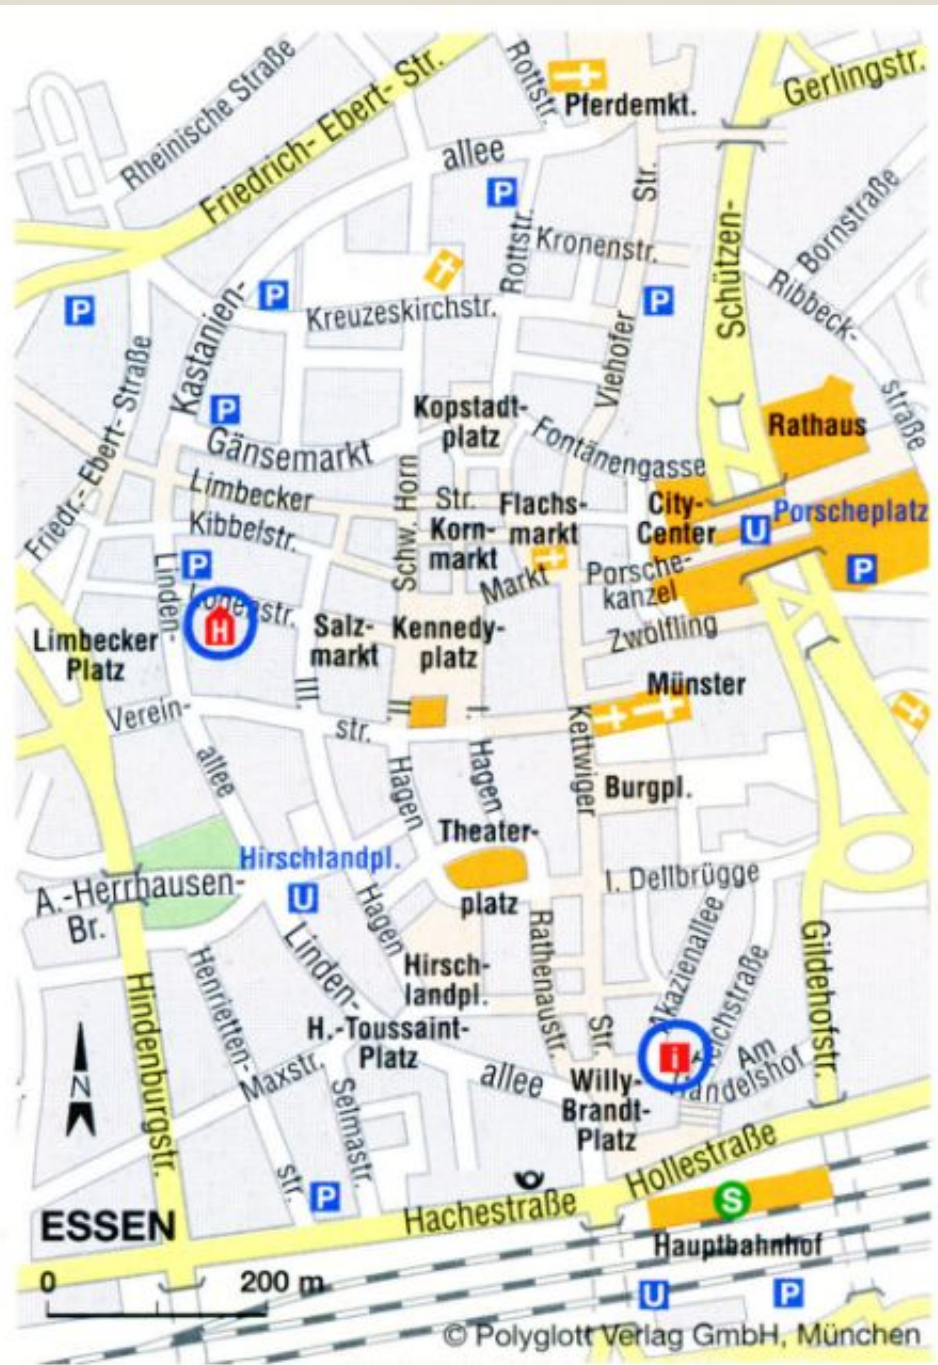 Rheinische Straße
Friedrich-Ebert-Str.
Rottstr.
Pferdemkt.
Gerlingstr.
allee
P
Str.
Rottstr.
Kronenstr.
Schützen-
Bornstraße
Ribbeck-
straße
P
P
P
Kastanien-
Kreuzeskirchstr.
Viehofer
Friedr.-Ebert-Straße
P
Kopstadt-
platz
Rathaus
Gänsemarkt
Fontänengasse
Limbecker
Str.
Schw. Horn
Flachs-
markt
City-
Center
U
Porscheplatz
Kibbelstr.
Korn-
markt
Markt
Porsche-
kanzel
P
P
Linden-
H
Limbecker
Platz
Salz-
markt
Kennedy-
platz
Zwölfling
Münster
III.
II.
I.
Verein-
str.
Kettwiger
allee
Hagen
Hagen
Burgpl.
Theater-
platz
Hirschlandpl.
U
I. Dellbrügge
A.-Herrhausen-
Br.
Hagen
Linden-
Rathenaustr.
Akazienallee
Gildehofstr.
Hirsch-
landpl.
Henrietten-
Hindenburgstr.
H.-Toussaint-
Platz
Str.
i
Am
Handelshof
N
Maxstr.
Selmastr.
allee
Willy-
Brandt-
Platz
str.
P
Hachestraße
Hollestraße
S
Hauptbahnhof
ESSEN
0 200 m
U
P
© Polyglott Verlag GmbH, München